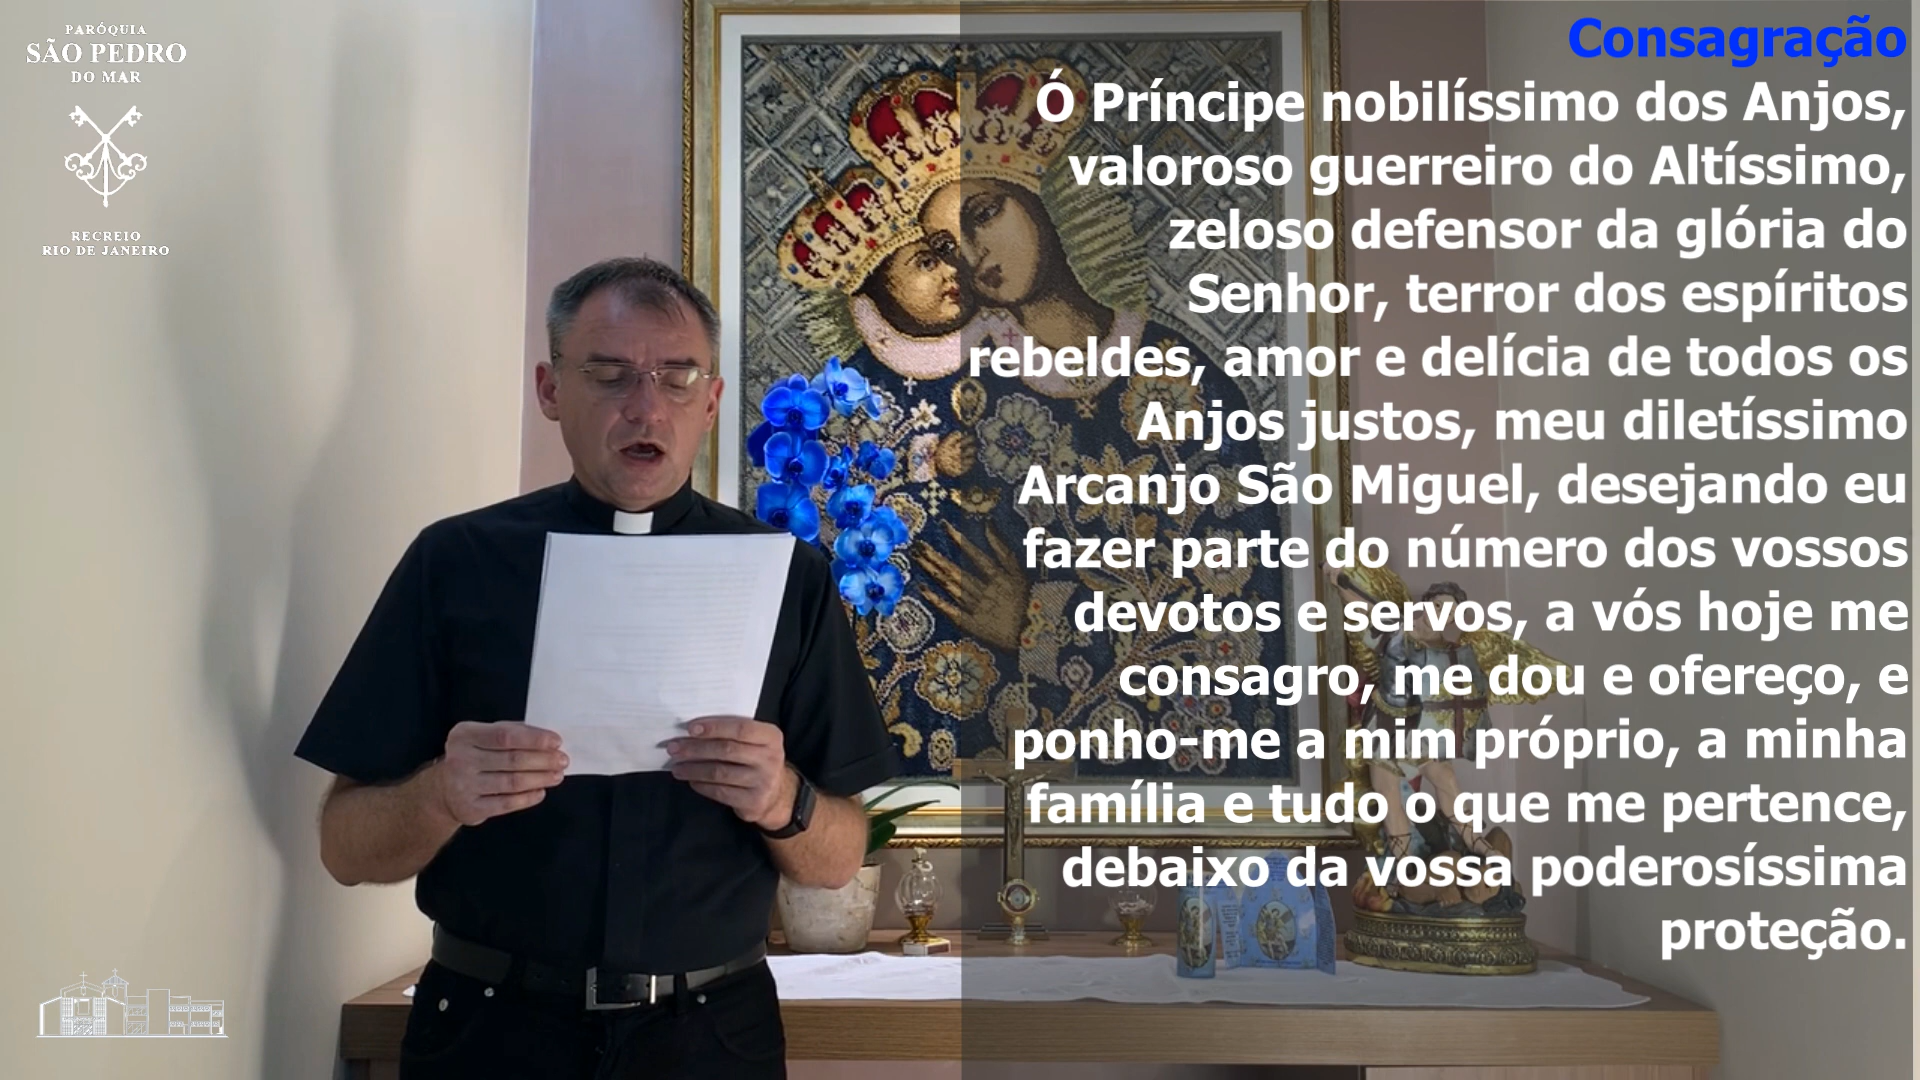 PARÓQUIA
SÃO PEDRO
DO MAR
RECREIO
RIO DE JANEIRO
Consagração
Ó Príncipe nobilíssimo dos Anjos,
valoroso guerreiro do Altíssimo,
zeloso defensor da glória do
Senhor, terror dos espíritos
rebeldes, amor e delícia de todos os
Anjos justos, meu diletíssimo
Arcanjo São Miguel, desejando eu
fazer parte do número dos vossos
devotos e servos, a vós hoje me
consagro, me dou e ofereço, e
ponho-me a mim próprio, a minha
família e tudo o que me pertence,
debaixo da vossa poderosíssima
proteção.